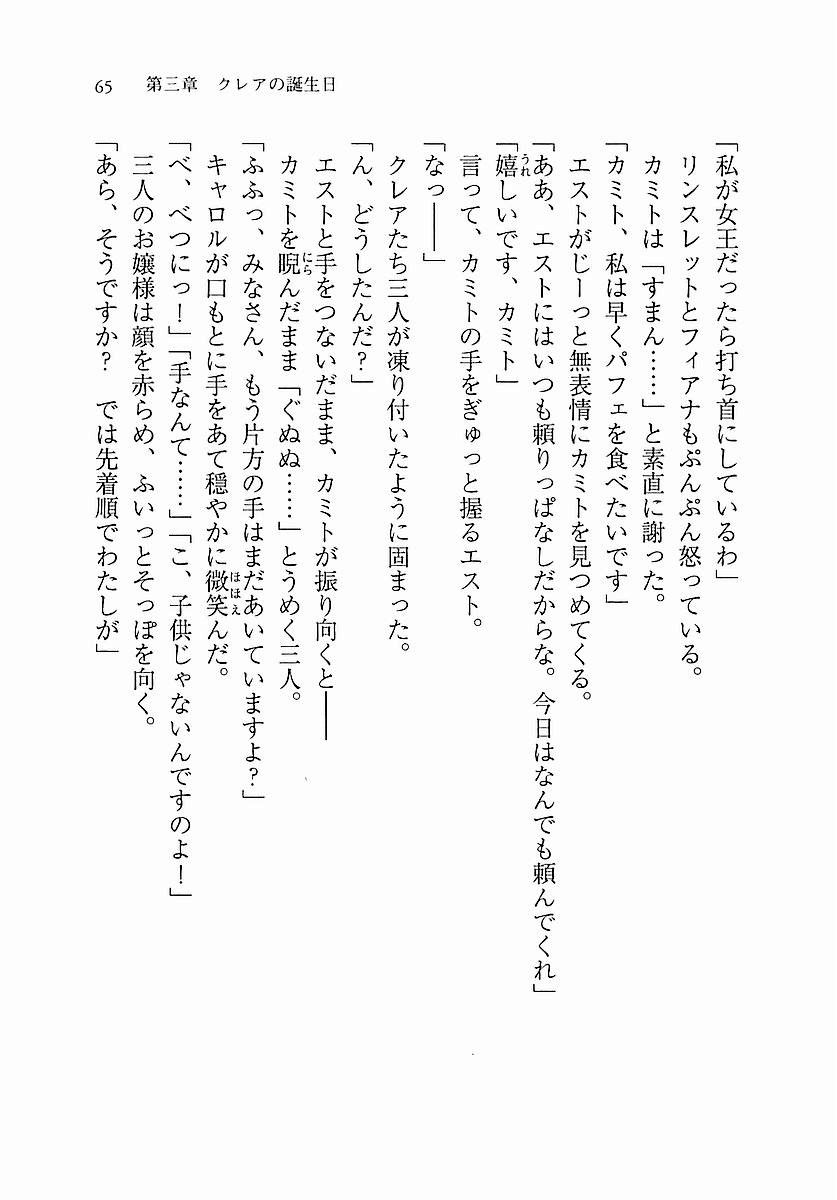 65　第三章　クレアの誕生日
「私が女王だったら打ち首にしているわ」
リンスレットとフィアナもぷんぷん怒っている。
カミトは「すまん……」と素直に謝った。
「カミト、私は早くパフェを食べたいです」
エストがじーっと無表情にカミトを見つめてくる。
「ああ、エストにはいつも頼りっぱなしだからな。今日はなんでも頼んでくれ」
「嬉しいです、カミト」
言って、カミトの手をぎゅっと握るエスト。
「なっ――」
クレアたち三人が凍り付いたように固まった。
「ん、どうしたんだ？」
エストと手をつないだまま、カミトが振り向くと――
カミトを睨んだまま「ぐぬぬ……」とうめく三人。
「ふふっ、みなさん、もう片方の手はまだあいていますよ？」
キャロルが口もとに手をあて穏やかに微笑んだ。
「べ、べつにっ！」「手なんて……」「こ、子供じゃないんですのよ！」
三人のお嬢様は顔を赤らめ、ふいっとそっぽを向く。
「あら、そうですか？　では先着順でわたしが」